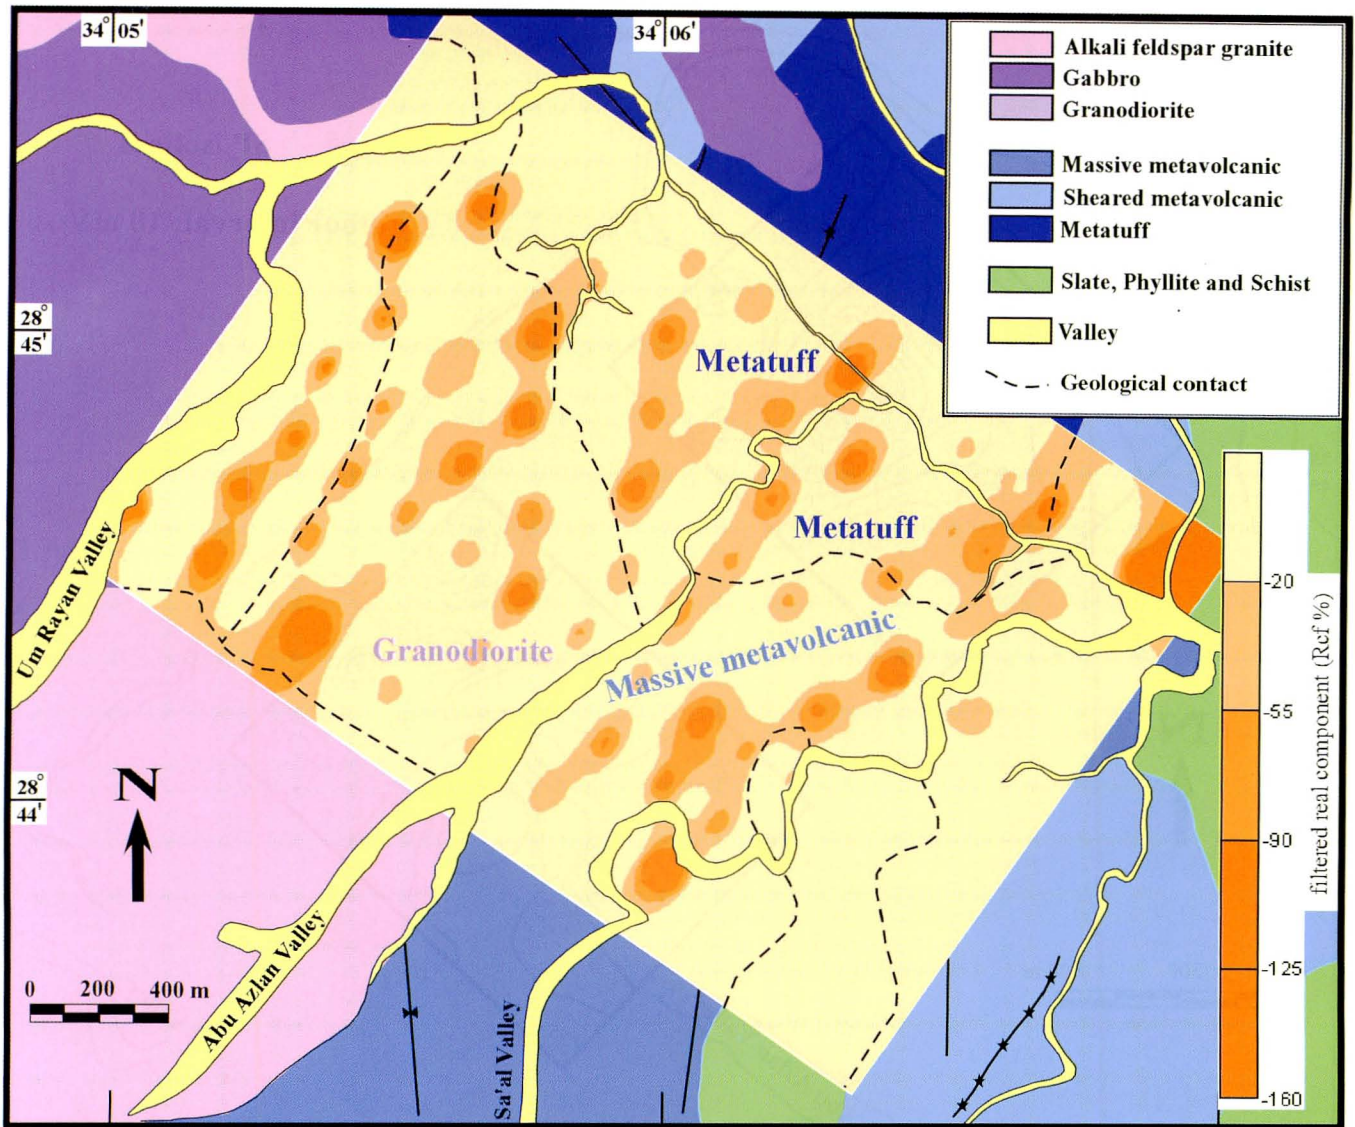 34° 05'
34° 06'
Alkali feldspar granite
Gabbro
Granodiorite
Massive metavolcanic
Sheared metavolcanic
Metatuff
Slate, Phyllite and Schist
Valley
Geological contact
28°
45'
Metatuff
Metatuff
Um Rayan Valley
Granodiorite
Massive metavolcanic
28°
44'
N
0 200 400 m
Abu Azlan Valley
Sa'al Valley
-20
-55
-90
-125
-160
filtered real component (Rcf %)